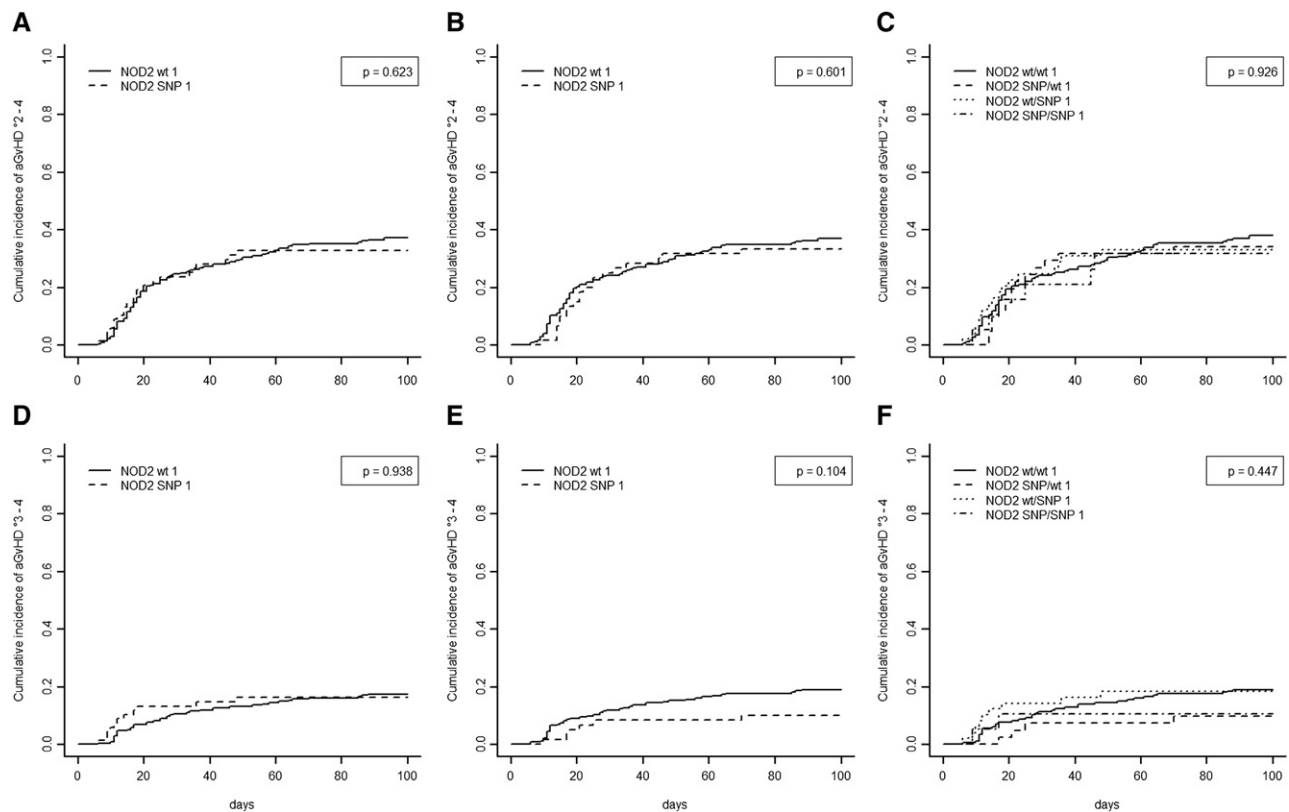 A
NOD2 wt 1
NOD2 SNP 1
p = 0.623
Cumulative incidence of aGvHD °2 - 4
1.0
0.8
0.6
0.4
0.2
0.0
0 20 40 60 80 100
B
NOD2 wt 1
NOD2 SNP 1
p = 0.601
Cumulative incidence of aGvHD °2 - 4
1.0
0.8
0.6
0.4
0.2
0.0
0 20 40 60 80 100
C
NOD2 wt/wt 1
NOD2 SNP/wt 1
NOD2 wt/SNP 1
NOD2 SNP/SNP 1
p = 0.926
Cumulative incidence of aGvHD °2 - 4
1.0
0.8
0.6
0.4
0.2
0.0
0 20 40 60 80 100
D
NOD2 wt 1
NOD2 SNP 1
p = 0.938
Cumulative incidence of aGvHD °3 - 4
1.0
0.8
0.6
0.4
0.2
0.0
0 20 40 60 80 100
days
E
NOD2 wt 1
NOD2 SNP 1
p = 0.104
Cumulative incidence of aGvHD °3 - 4
1.0
0.8
0.6
0.4
0.2
0.0
0 20 40 60 80 100
days
F
NOD2 wt/wt 1
NOD2 SNP/wt 1
NOD2 wt/SNP 1
NOD2 SNP/SNP 1
p = 0.447
Cumulative incidence of aGvHD °3 - 4
1.0
0.8
0.6
0.4
0.2
0.0
0 20 40 60 80 100
days